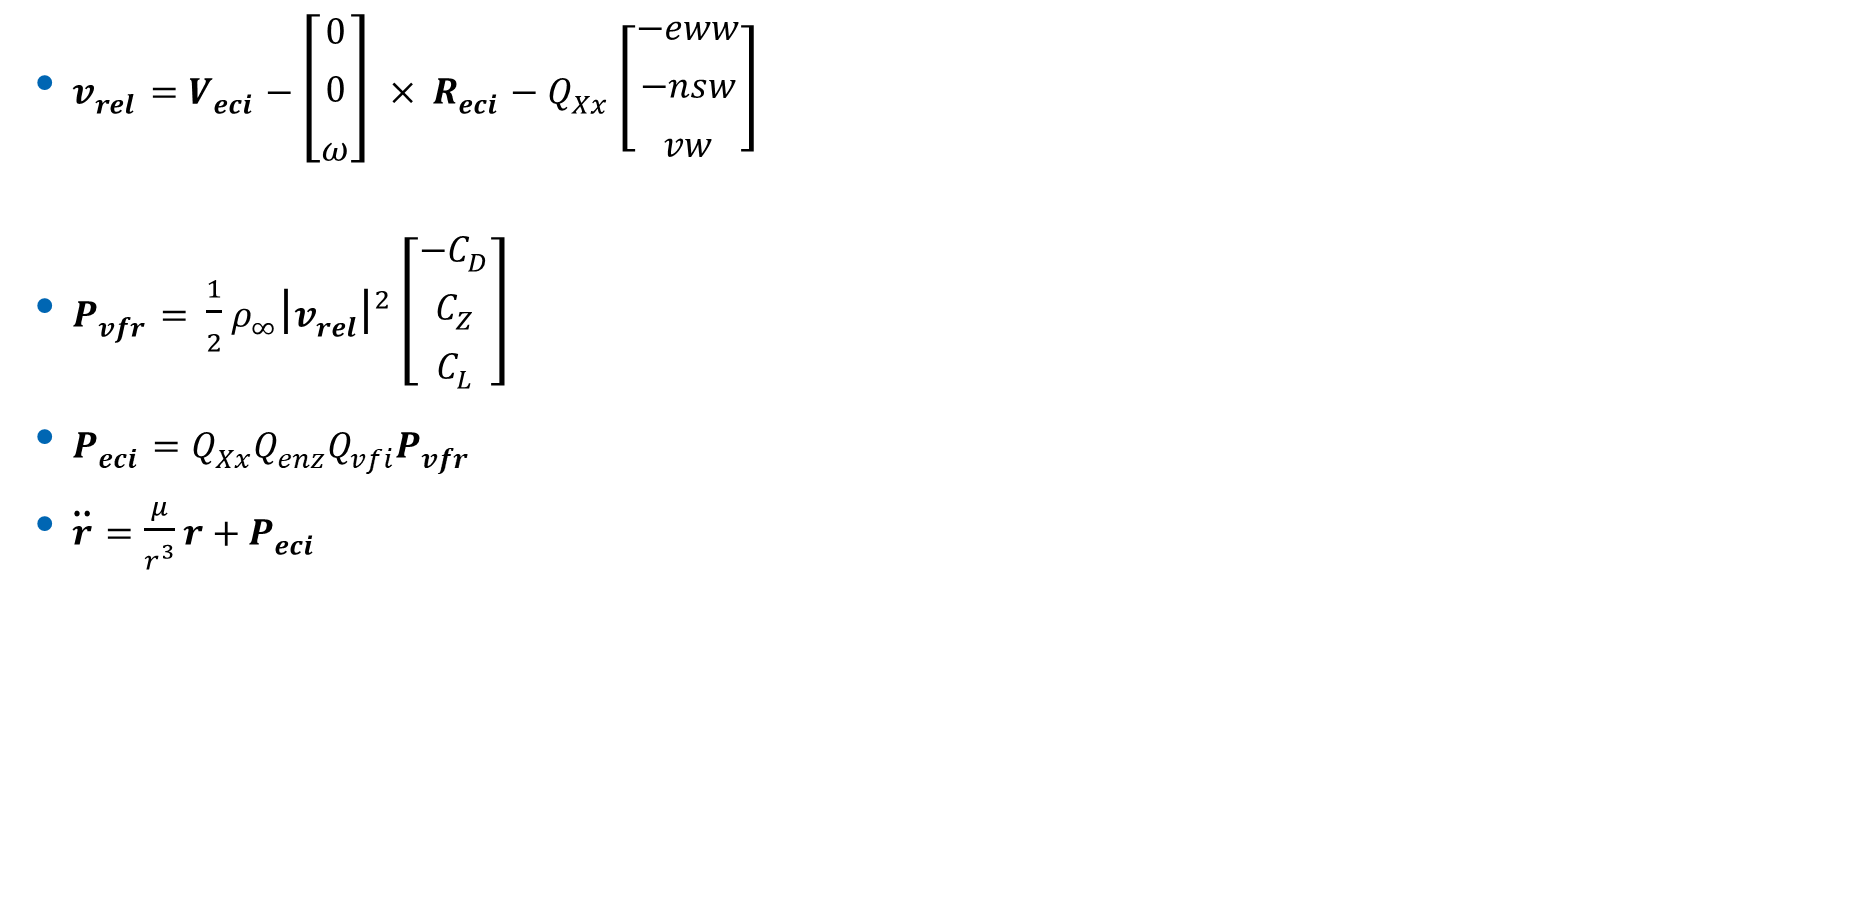 • 𝒗_rel = 𝑽_eci − [0; 0; ω] × 𝑹_eci − Q_Xx [−eww; −nsw; vw]
• 𝑷_vfr = 1/2 ρ_∞ |𝒗_rel|² [−C_D; C_Z; C_L]
• 𝑷_eci = Q_Xx Q_enz Q_vfi 𝑷_vfr
• 𝒓̈ = μ/r³ 𝒓 + 𝑷_eci